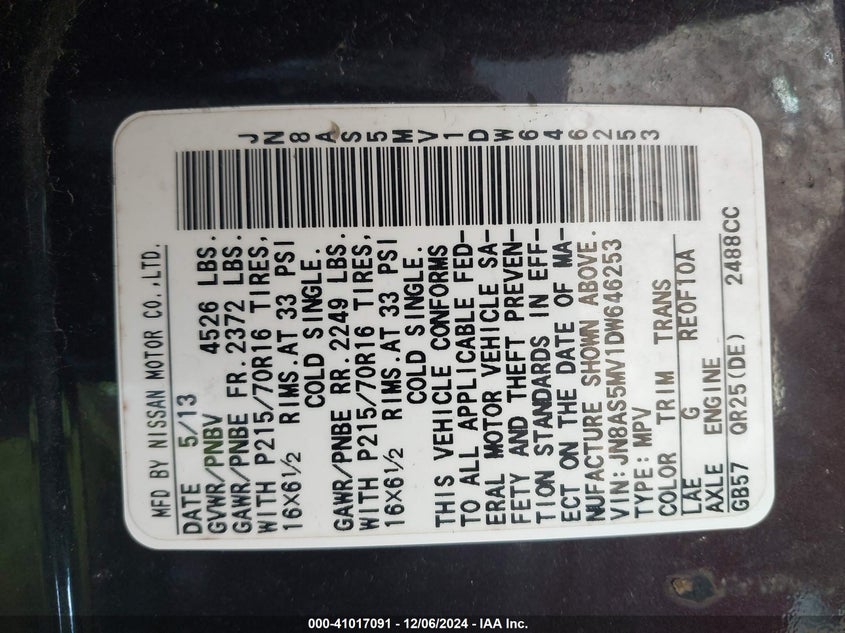 JN8AS5MV1DW646253
MFD BY NISSAN MOTOR CO.,LTD.
DATE 5/13
GVWR/PNBV 4526 LBS.
GAWR/PNBE FR. 2372 LBS.
WITH P215/70R16 TIRES,
16X6½ RIMS.AT 33 PSI
COLD SINGLE.
GAWR/PNBE RR. 2249 LBS.
WITH P215/70R16 TIRES,
16X6½ RIMS.AT 33 PSI
COLD SINGLE.
THIS VEHICLE CONFORMS
TO ALL APPLICABLE FED-
ERAL MOTOR VEHICLE SA-
FETY AND THEFT PREVEN-
TION STANDARDS IN EFF-
ECT ON THE DATE OF MA-
NUFACTURE SHOWN ABOVE.
VIN:JN8AS5MV1DW646253
TYPE:MPV
COLOR TRIM TRANS
LAE G RE0F10A
AXLE ENGINE
GB57 QR25(DE) 2488CC
000-41017091 - 12/06/2024 - IAA Inc.